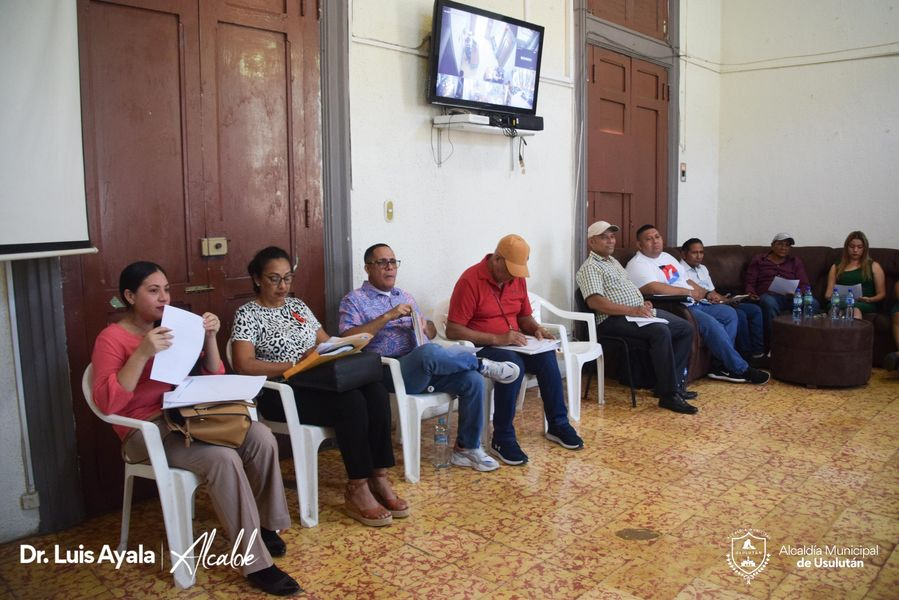 Dr. Luis Ayala | Alcalde
Alcaldía Municipal
de Usulután